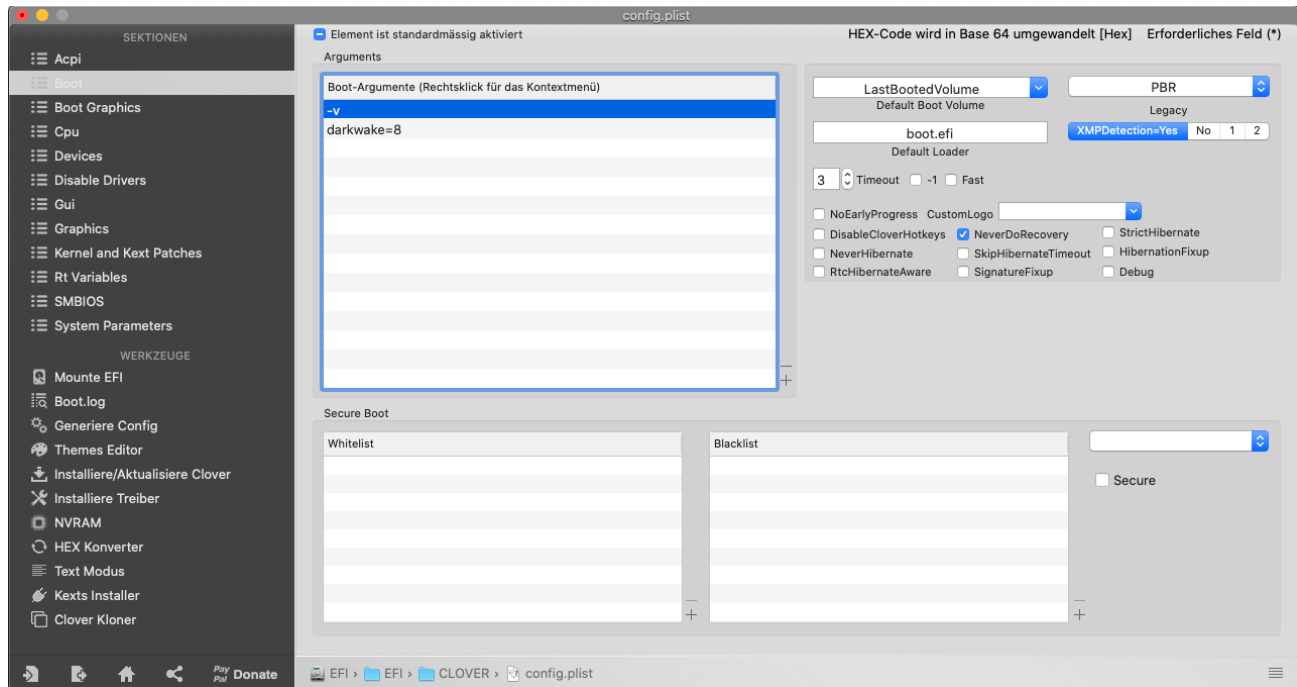 config.plist
SEKTIONEN
Acpi
Boot
Boot Graphics
Cpu
Devices
Disable Drivers
Gui
Graphics
Kernel and Kext Patches
Rt Variables
SMBIOS
System Parameters
WERKZEUGE
Mounte EFI
Boot.log
Generiere Config
Themes Editor
Installiere/Aktualisiere Clover
Installiere Treiber
NVRAM
HEX Konverter
Text Modus
Kexts Installer
Clover Kloner
Pay Pal Donate
Element ist standardmässig aktiviert
HEX-Code wird in Base 64 umgewandelt [Hex] Erforderliches Feld (*)
Arguments
Boot-Argumente (Rechtsklick für das Kontextmenü)
-v
darkwake=8
LastBootedVolume
Default Boot Volume
PBR
Legacy
boot.efi
Default Loader
XMPDetection=Yes No 1 2
3 Timeout -1 Fast
NoEarlyProgress CustomLogo
DisableCloverHotkeys NeverDoRecovery StrictHibernate
NeverHibernate SkipHibernateTimeout HibernationFixup
RtcHibernateAware SignatureFixup Debug
Secure Boot
Whitelist
Blacklist
Secure
EFI › EFI › CLOVER › config.plist